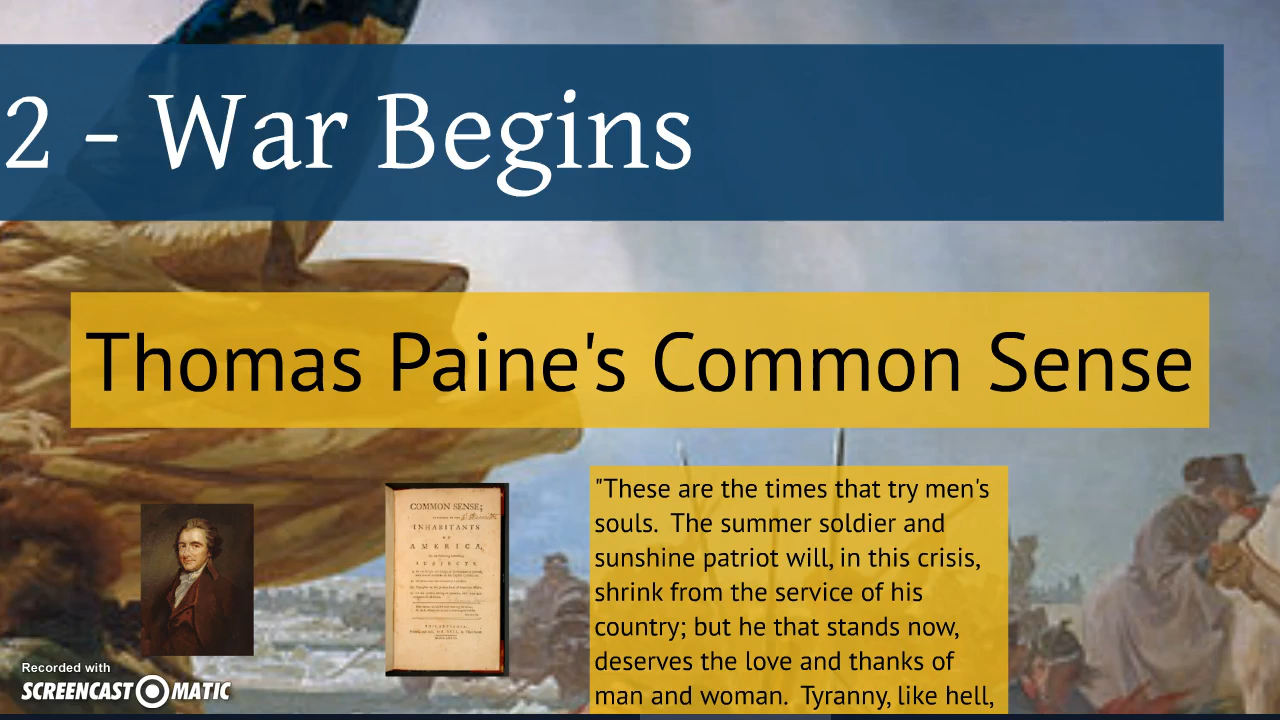 2 - War Begins
Thomas Paine's Common Sense
COMMON SENSE;
INHABITANTS
OF
AMERICA,
SUBJECTS.
PHILADELPHIA
"These are the times that try men's
souls. The summer soldier and
sunshine patriot will, in this crisis,
shrink from the service of his
country; but he that stands now,
deserves the love and thanks of
man and woman. Tyranny, like hell,
Recorded with
SCREENCAST-O-MATIC